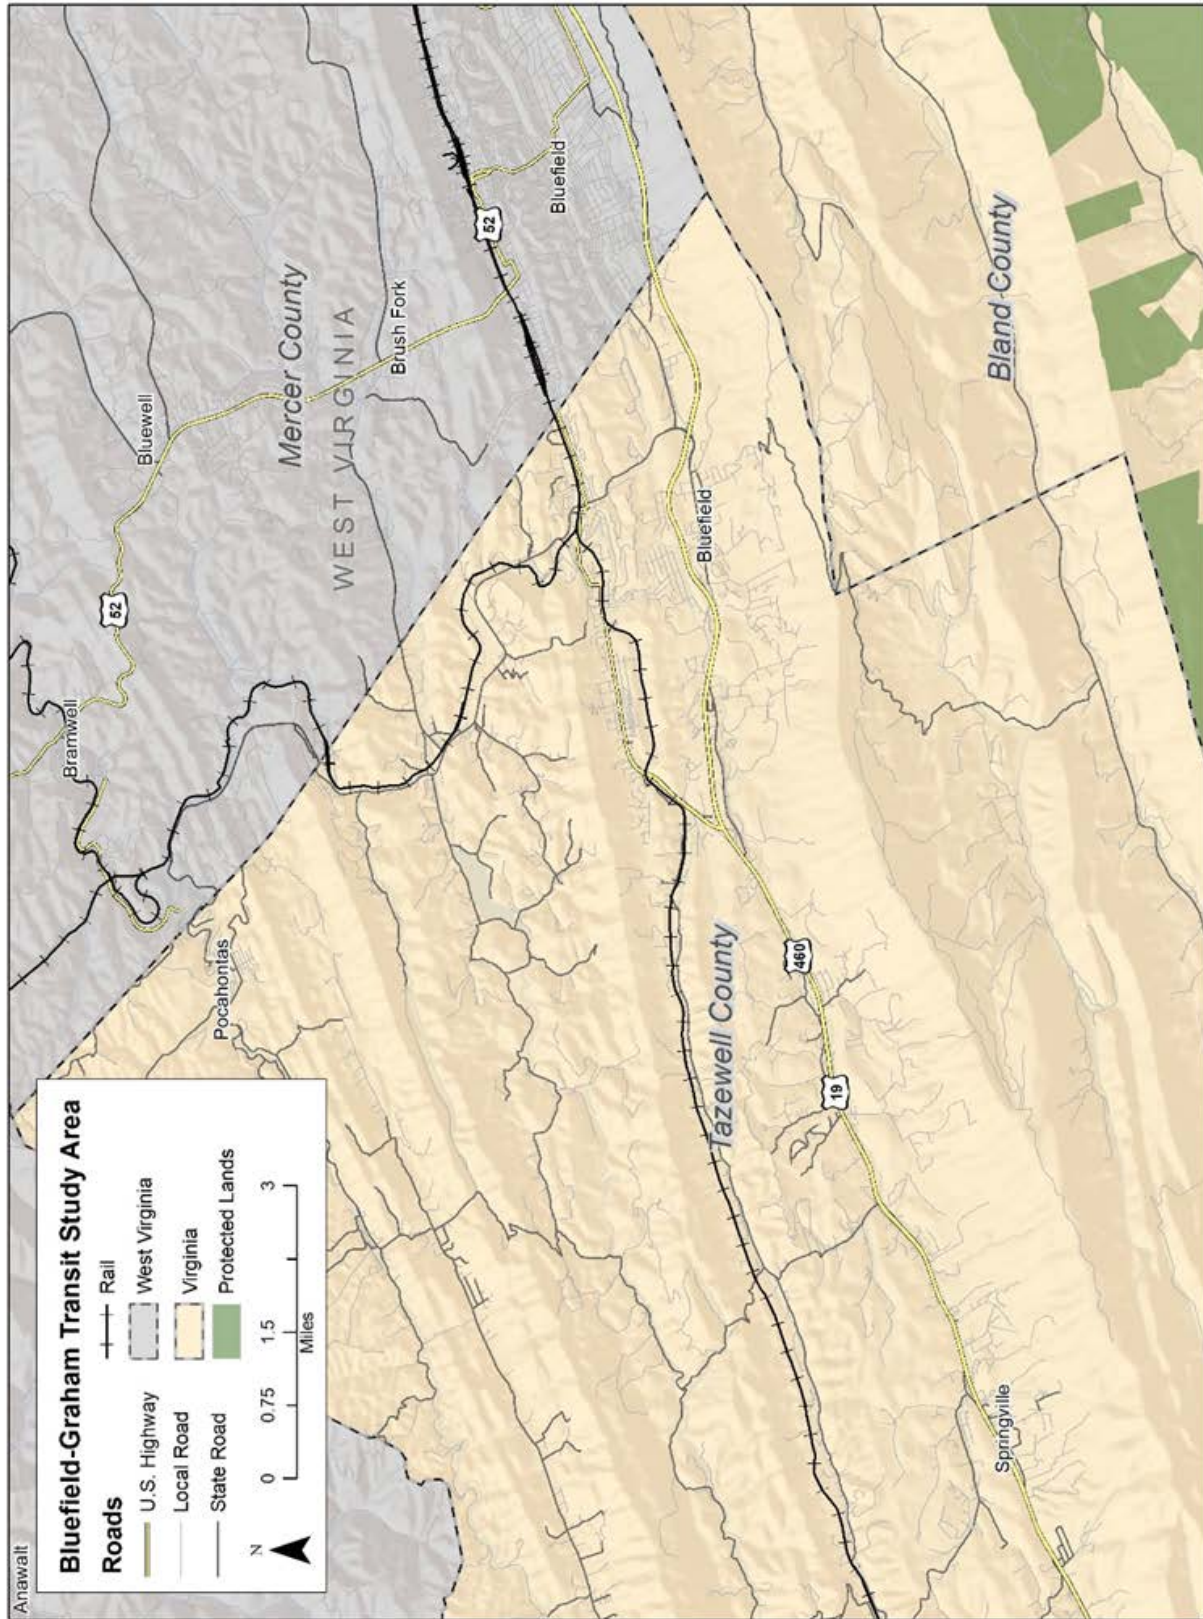 Anawalt
Bluefield-Graham Transit Study Area
Roads
U.S. Highway
Local Road
State Road
Rail
West Virginia
Virginia
Protected Lands
N
0 0.75 1.5 3
Miles
Bramwell
52
Bluewell
Pocahontas
Mercer County
WEST VIRGINIA
Brush Fork
52
Bluefield
Bluefield
Tazewell County
460
19
Springville
Bland County